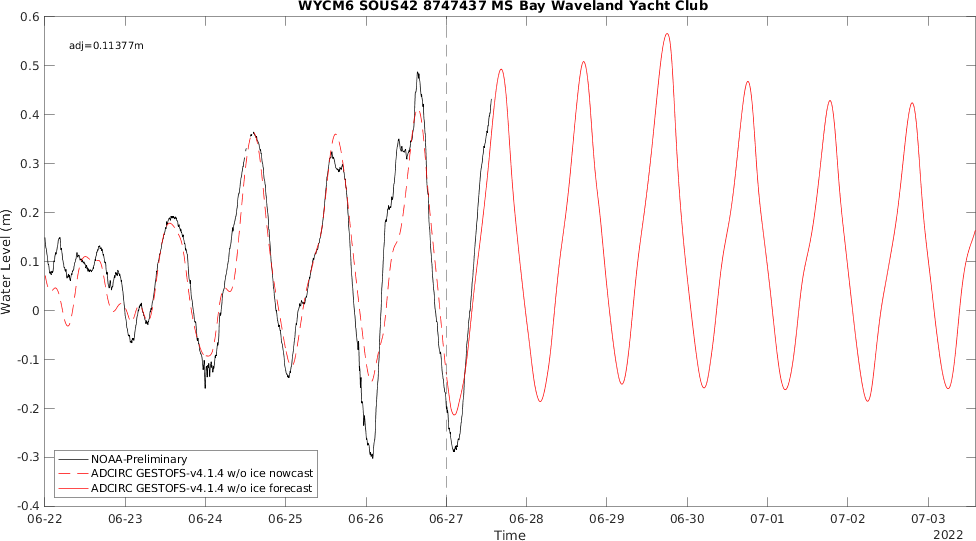 WYCM6 SOUS42 8747437 MS Bay Waveland Yacht Club
adj=0.11377m
0.6
0.5
0.4
0.3
0.2
0.1
0
-0.1
-0.2
-0.3
-0.4
Water Level (m)
NOAA-Preliminary
ADCIRC GESTOFS-v4.1.4 w/o ice nowcast
ADCIRC GESTOFS-v4.1.4 w/o ice forecast
06-22 06-23 06-24 06-25 06-26 06-27 06-28 06-29 06-30 07-01 07-02 07-03
Time
2022